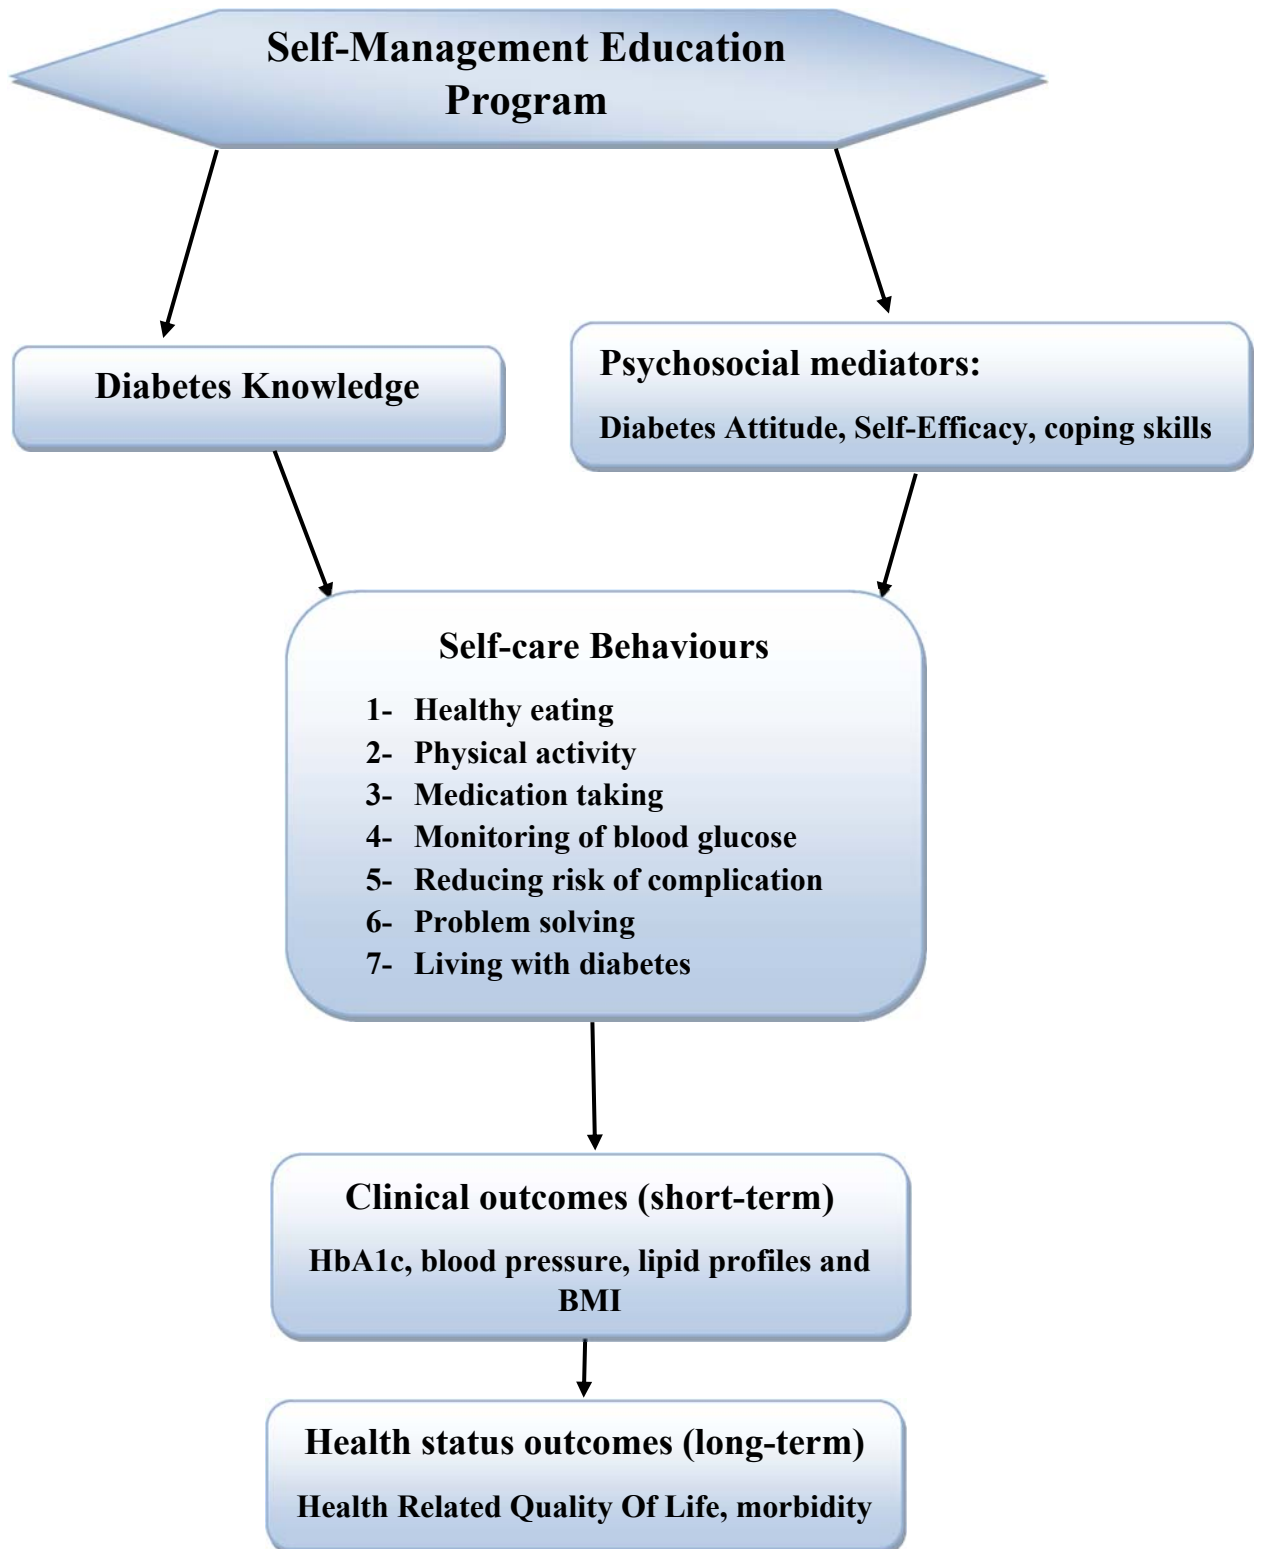 Self-Management Education
Program
Diabetes Knowledge
Psychosocial mediators:
Diabetes Attitude, Self-Efficacy, coping skills
Self-care Behaviours
1- Healthy eating
2- Physical activity
3- Medication taking
4- Monitoring of blood glucose
5- Reducing risk of complication
6- Problem solving
7- Living with diabetes
Clinical outcomes (short-term)
HbA1c, blood pressure, lipid profiles and
BMI
Health status outcomes (long-term)
Health Related Quality Of Life, morbidity